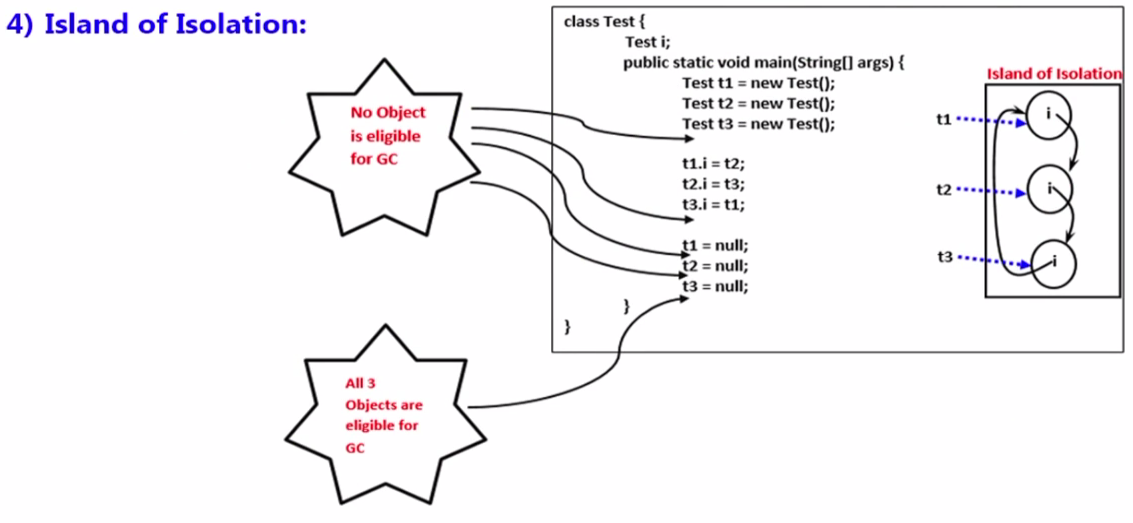 4) Island of Isolation:
No Object
is eligible
for GC
class Test {
Test i;
public static void main(String[] args) {
Test t1 = new Test();
Test t2 = new Test();
Test t3 = new Test();
t1.i = t2;
t2.i = t3;
t3.i = t1;
t1 = null;
t2 = null;
t3 = null;
}
}
Island of Isolation
t1
i
t2
i
t3
i
All 3
Objects are
eligible for
GC